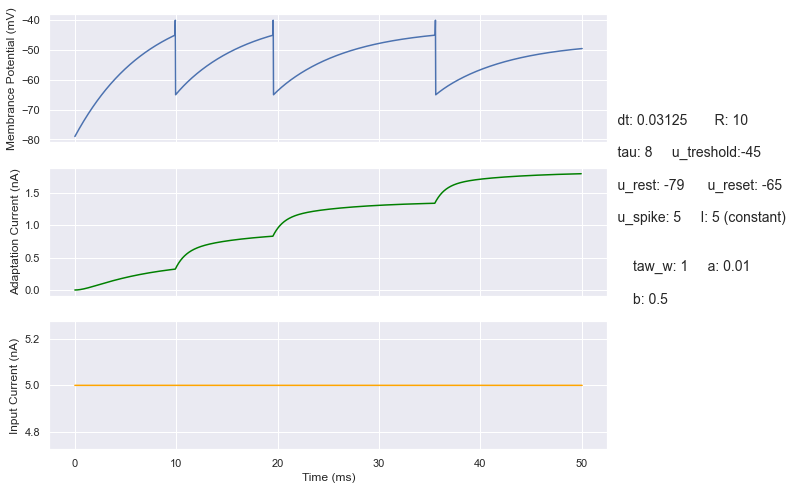 Membrance Potential (mV)
−40
−50
−60
−70
−80
Adaptation Current (nA)
1.5
1.0
0.5
0.0
Input Current (nA)
5.2
5.0
4.8
0 10 20 30 40 50
Time (ms)
dt: 0.03125 R: 10
tau: 8 u_treshold:-45
u_rest: -79 u_reset: -65
u_spike: 5 I: 5 (constant)
taw_w: 1 a: 0.01
b: 0.5